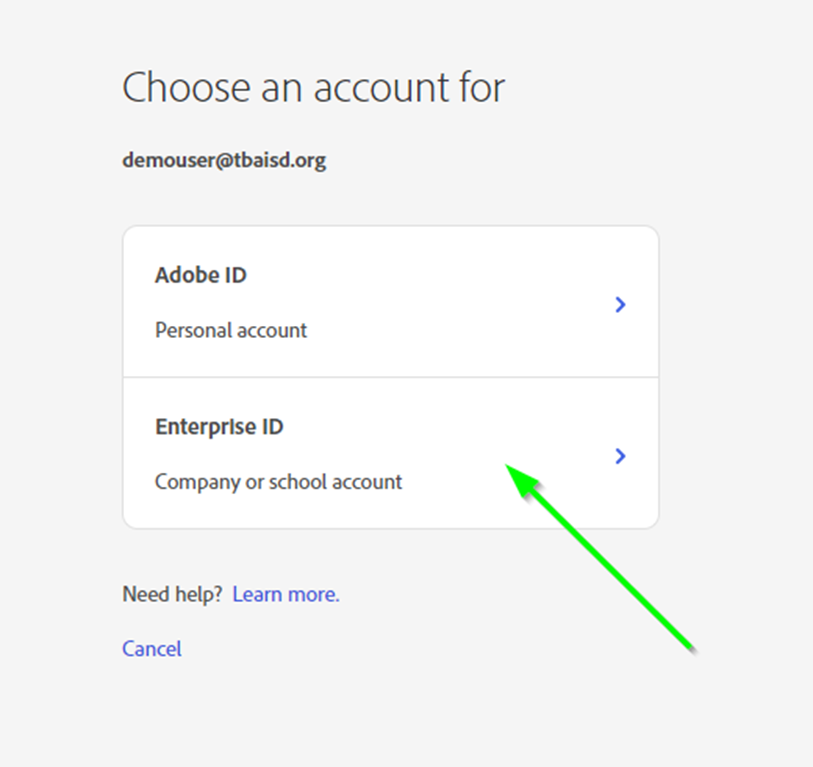 Choose an account for
demouser@tbaisd.org
Adobe ID
Personal account
Enterprise ID
Company or school account
Need help? Learn more.
Cancel